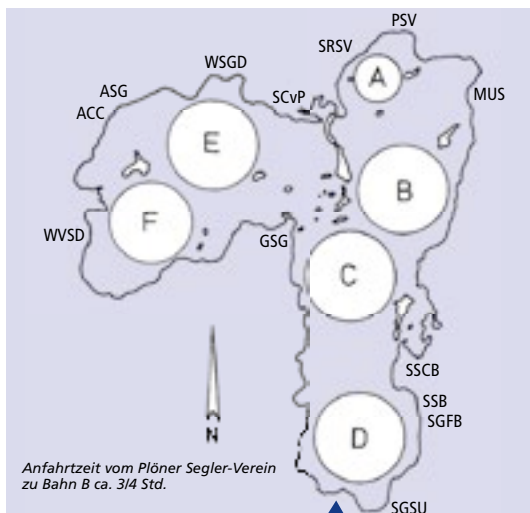 PSV
SRSV
WSGD
A
SCvP
MUS
ASG
ACC
E
B
F
WVSD
GSG
C
SSCB
SSB
SGFB
D
N
Anfahrtzeit vom Plöner Segler-Verein
zu Bahn B ca. 3/4 Std.
SGSU